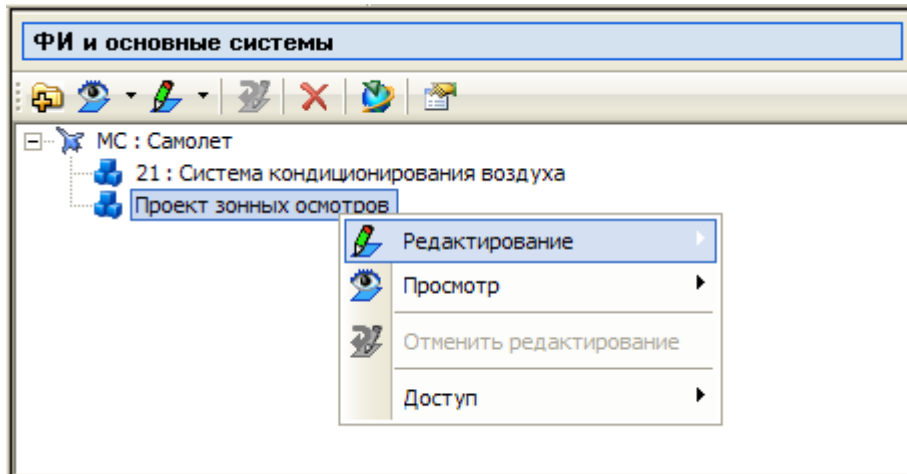 ФИ и основные системы
МС : Самолет
21 : Система кондиционирования воздуха
Проект зонных осмотров
Редактирование
Просмотр
Отменить редактирование
Доступ